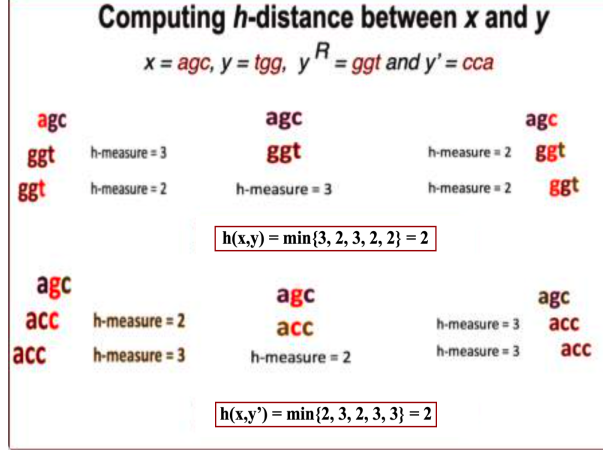 Computing h-distance between x and y
x = agc, y = tgg, y^R = ggt and y' = cca
agc
ggt h-measure = 3
ggt h-measure = 2
agc
ggt
h-measure = 3
agc
h-measure = 2 ggt
h-measure = 2 ggt
h(x,y) = min{3, 2, 3, 2, 2} = 2
agc
acc h-measure = 2
acc h-measure = 3
agc
acc
h-measure = 2
agc
h-measure = 3 acc
h-measure = 3 acc
h(x,y’) = min{2, 3, 2, 3, 3} = 2